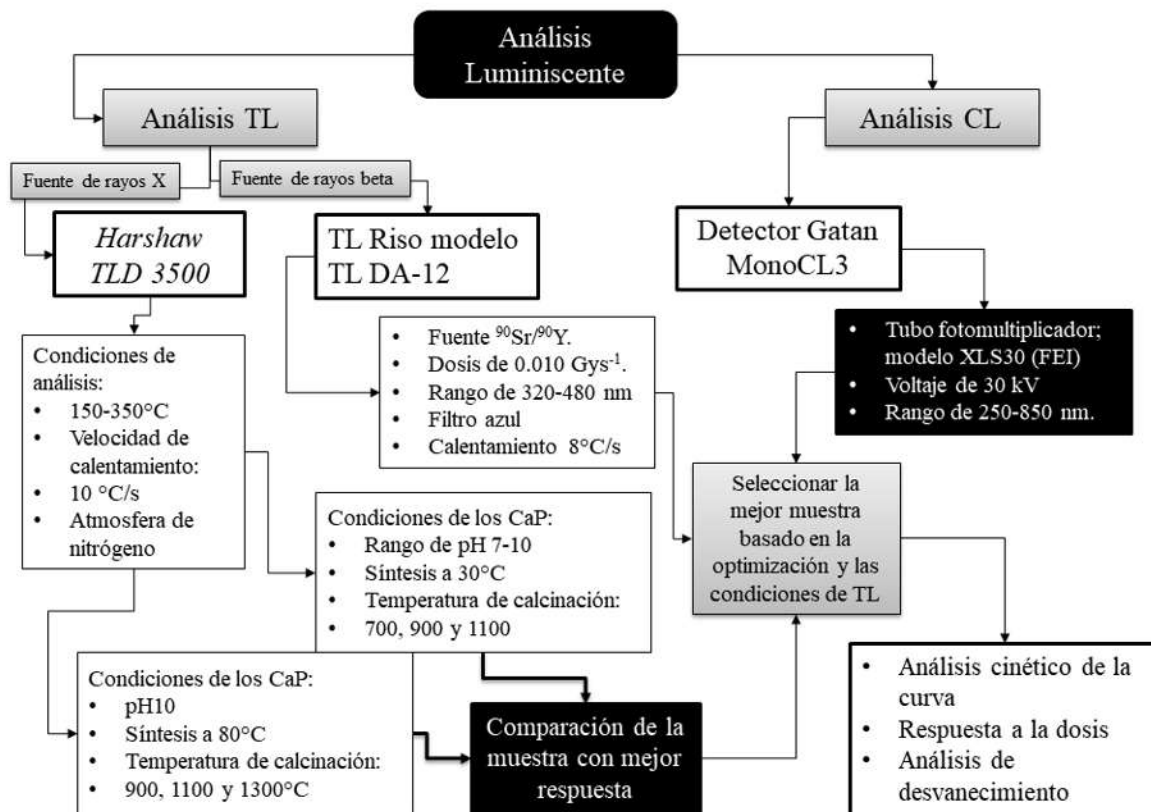 Análisis
Luminiscente
Análisis TL
Análisis CL
Fuente de rayos X
Fuente de rayos beta
Harshaw
TLD 3500
TL Riso modelo
TL DA-12
Detector Gatan
MonoCL3
• Tubo fotomultiplicador;
modelo XLS30 (FEI)
• Voltaje de 30 kV
• Rango de 250-850 nm.
• Fuente ⁹⁰Sr/⁹⁰Y.
• Dosis de 0.010 Gys⁻¹.
• Rango de 320-480 nm
• Filtro azul
• Calentamiento 8°C/s
Condiciones de
análisis:
• 150-350°C
• Velocidad de
calentamiento:
• 10 °C/s
• Atmosfera de
nitrógeno
Seleccionar la
mejor muestra
basado en la
optimización y las
condiciones de TL
Condiciones de los CaP:
• Rango de pH 7-10
• Síntesis a 30°C
• Temperatura de calcinación:
• 700, 900 y 1100
Condiciones de los CaP:
• pH10
• Síntesis a 80°C
• Temperatura de calcinación:
• 900, 1100 y 1300°C
Comparación de la
muestra con mejor
respuesta
• Análisis cinético de la
curva
• Respuesta a la dosis
• Análisis de
desvanecimiento